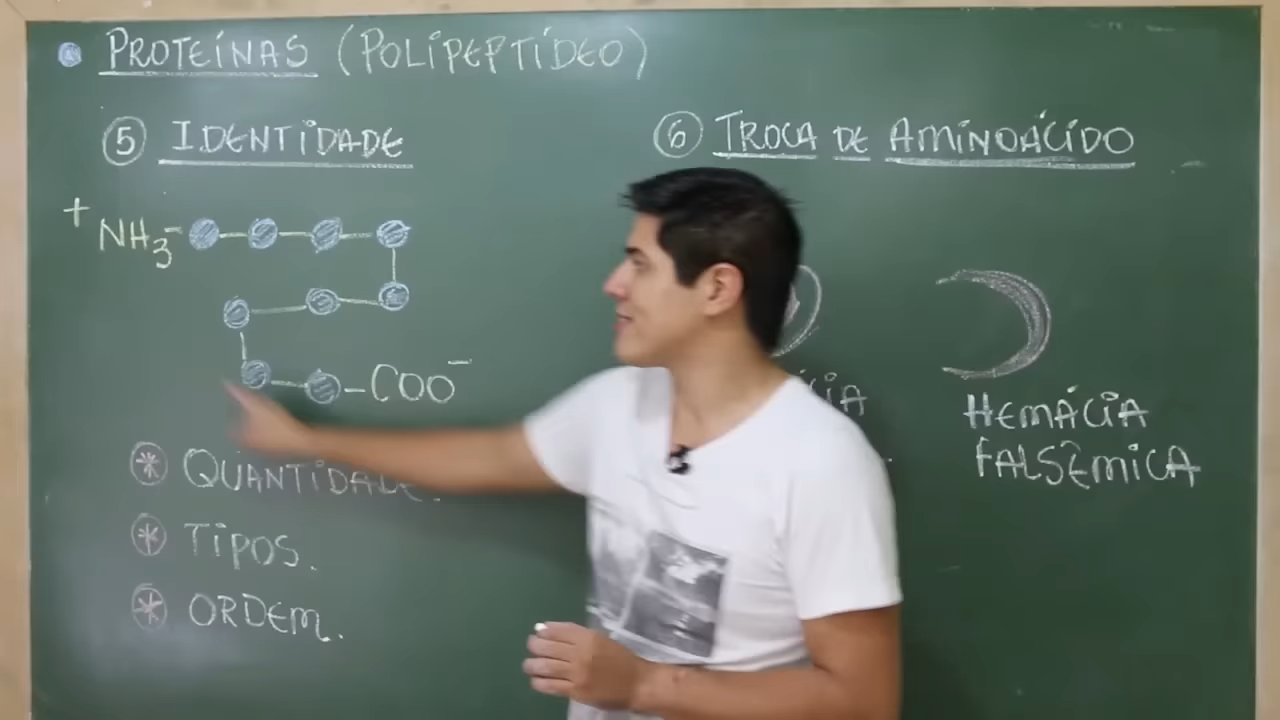 PROTEÍNAS (POLIPEPTÍDEO)
5 IDENTIDADE
+
NH3-
-COO-
* QUANTIDADE.
* TIPOS.
* ORDEM.
6 TROCA DE AMINOÁCIDO
HEMÁCIA
FALSÊMICA